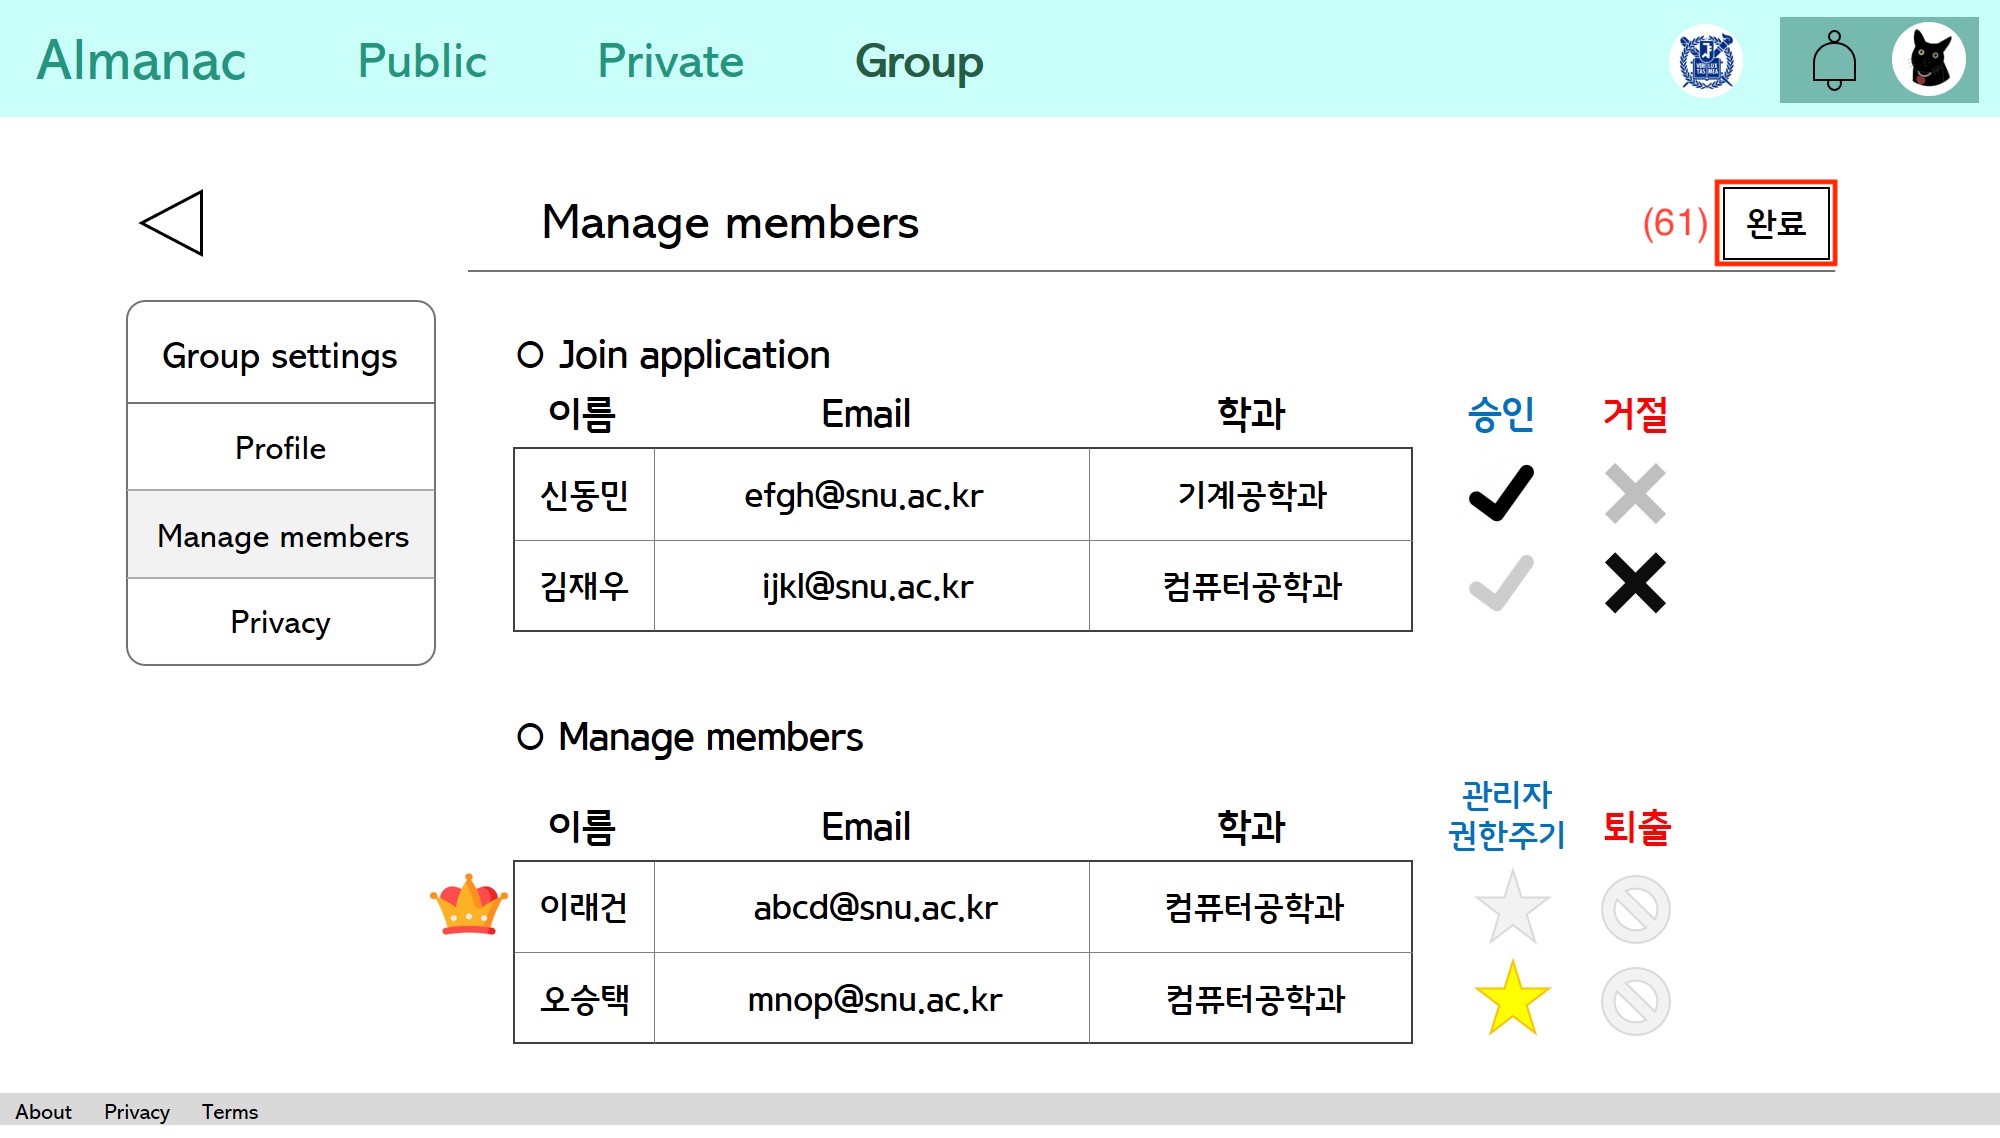 Almanac Public Private Group
Manage members (61) 완료
Group settings
Profile
Manage members
Privacy
○ Join application
이름 Email 학과 승인 거절
신동민 efgh@snu.ac.kr 기계공학과
김재우 ijkl@snu.ac.kr 컴퓨터공학과
○ Manage members
이름 Email 학과 관리자 권한주기 퇴출
이래건 abcd@snu.ac.kr 컴퓨터공학과
오승택 mnop@snu.ac.kr 컴퓨터공학과
About Privacy Terms